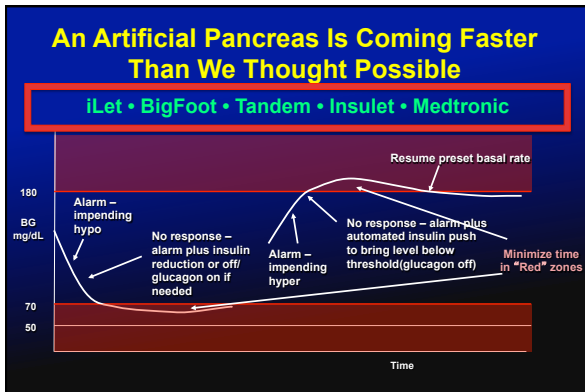 An Artificial Pancreas Is Coming Faster
Than We Thought Possible
iLet • BigFoot • Tandem • Insulet • Medtronic
Resume preset basal rate
180
Alarm –
impending
hypo
BG
mg/dL
No response –
alarm plus insulin
reduction or off/
glucagon on if
needed
Alarm –
impending
hyper
No response – alarm plus
automated insulin push
to bring level below
threshold(glucagon off)
Minimize time
in “Red” zones
70
50
Time